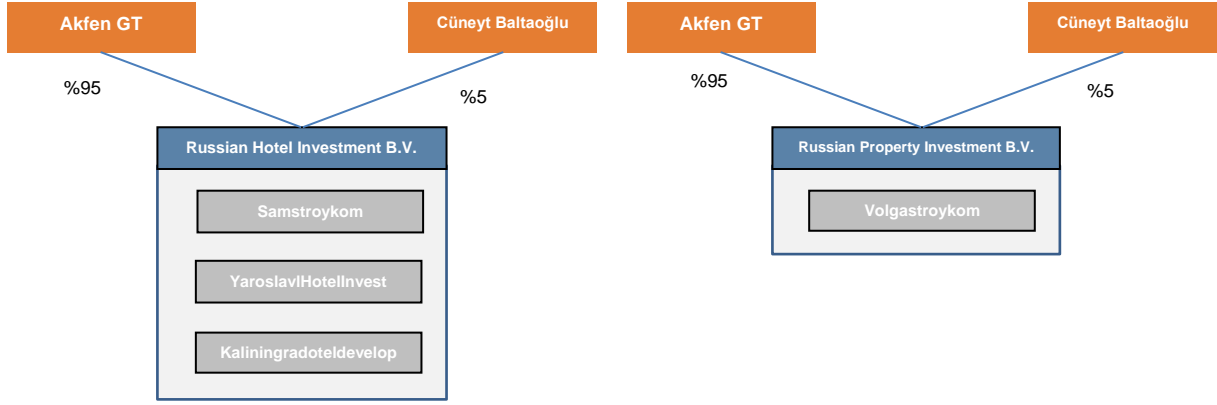 Akfen GT
Cüneyt Baltaoğlu
%95
%5
Russian Hotel Investment B.V.
Samstroykom
YaroslavlHotelInvest
Kaliningradoteldevelop
Akfen GT
Cüneyt Baltaoğlu
%95
%5
Russian Property Investment B.V.
Volgastroykom